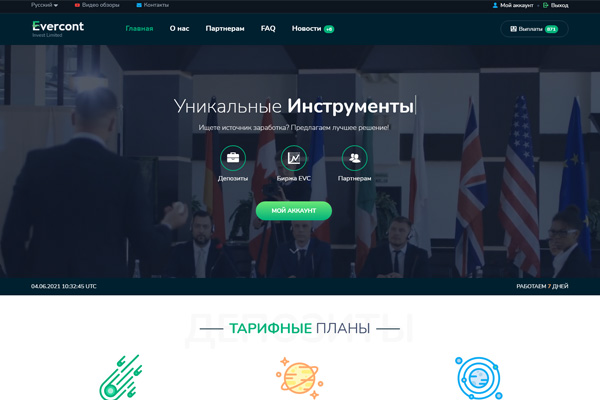 Русский
Видео обзоры
Контакты
Мой аккаунт
Выход
Evercont
Invest Limited
Главная
О нас
Партнерам
FAQ
Новости
+6
Выплаты
671
Уникальные Инструменты
Ищете источник заработка? Предлагаем лучшее решение!
Депозиты
Биржа EVC
Партнерам
МОЙ АККАУНТ
04.06.2021 10:32:45 UTC
РАБОТАЕМ 7 ДНЕЙ
ДЕПОЗИТЫ
ТАРИФНЫЕ ПЛАНЫ